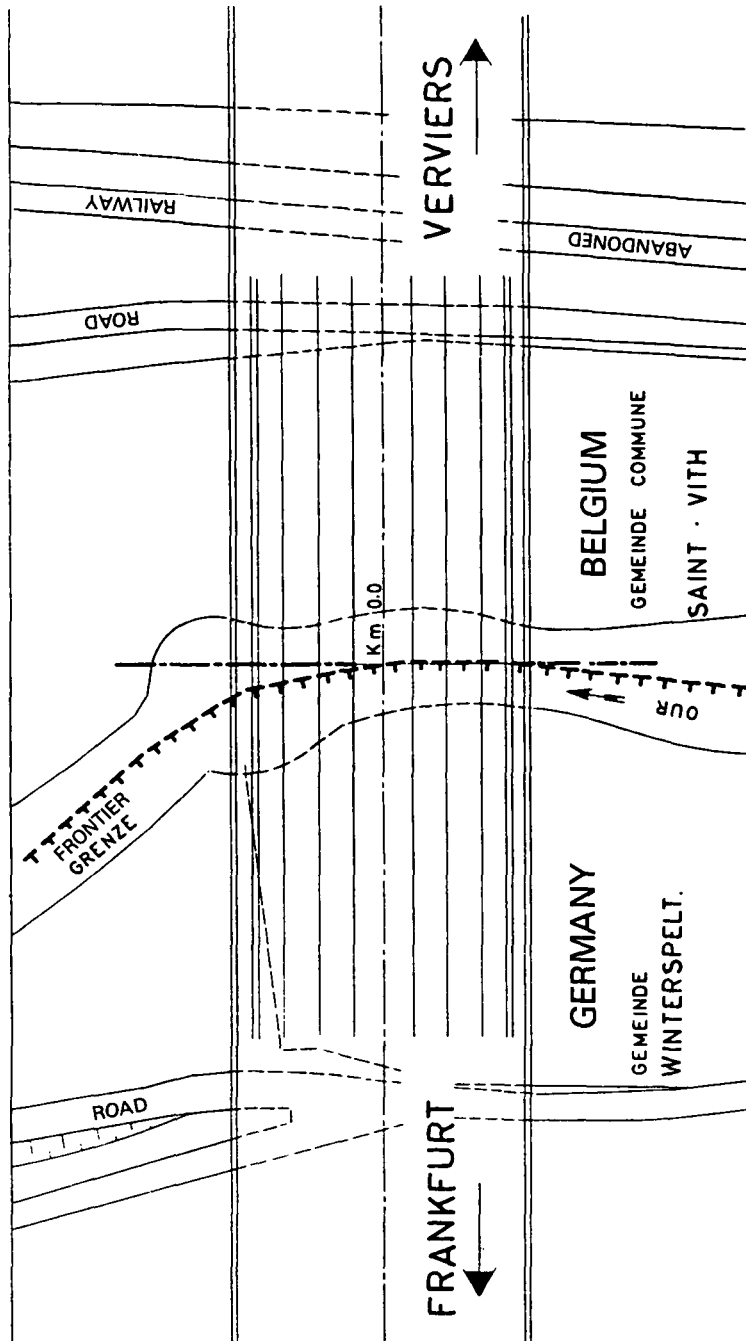 RAILWAY
ROAD
VERVIERS
ABANDONED
Km 0.0
BELGIUM
GEMEINDE COMMUNE
SAINT · VITH
FRONTIER
GRENZE
OUR
ROAD
FRANKFURT
GERMANY
GEMEINDE
WINTERSPELT.